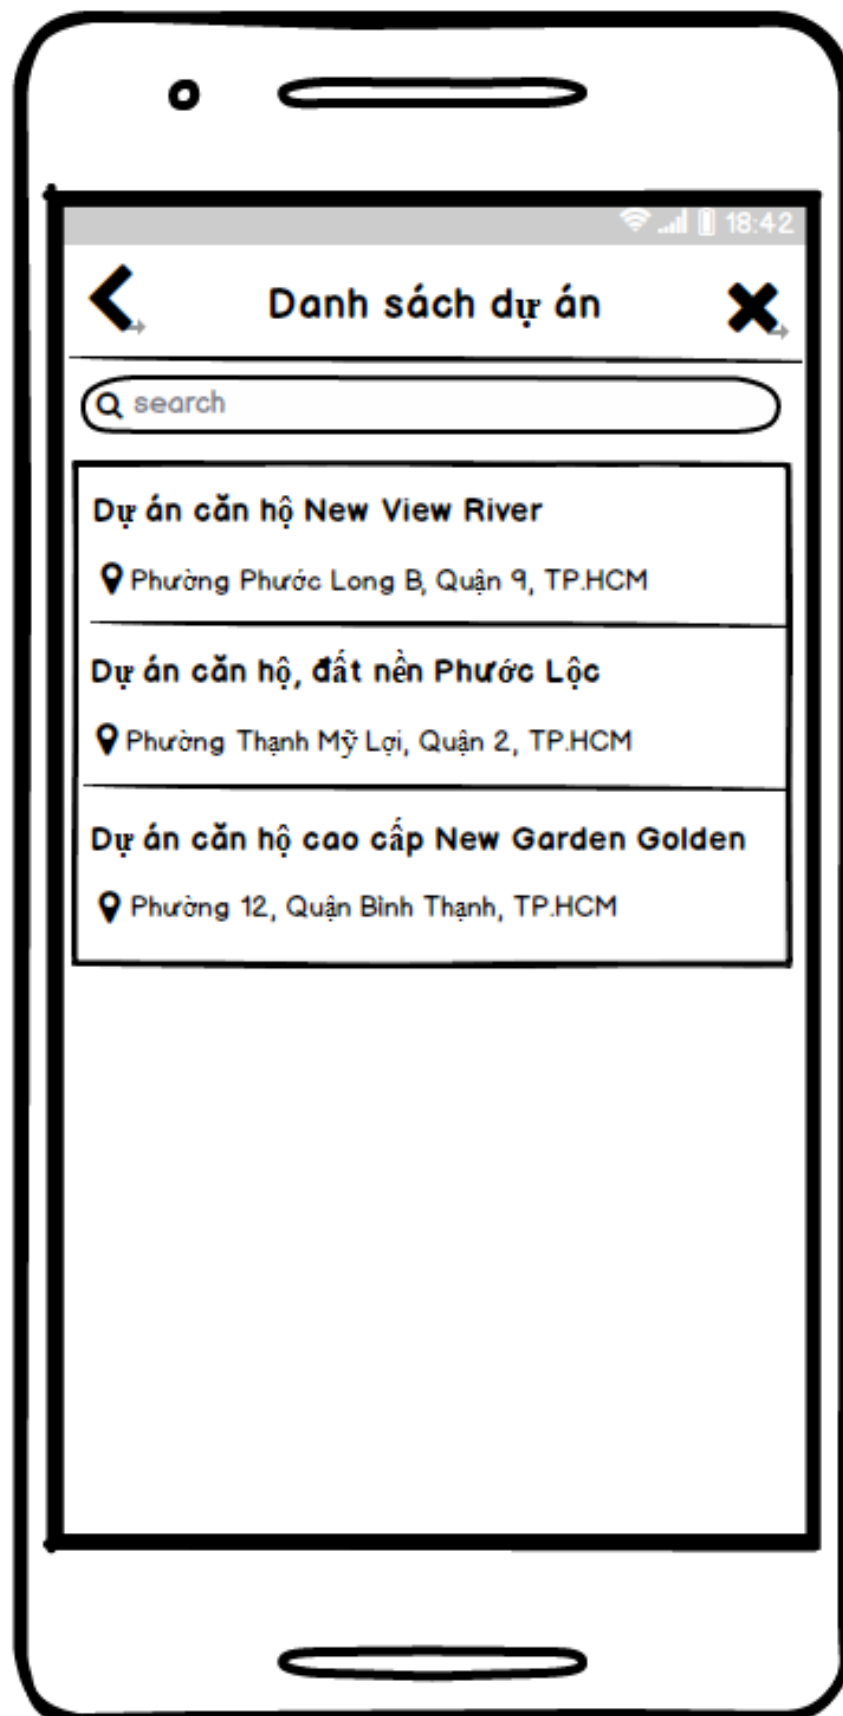 18:42
Danh sách dự án
search
Dự án căn hộ New View River
Phường Phước Long B, Quận 9, TP.HCM
Dự án căn hộ, đất nền Phước Lộc
Phường Thạnh Mỹ Lợi, Quận 2, TP.HCM
Dự án căn hộ cao cấp New Garden Golden
Phường 12, Quận Bình Thạnh, TP.HCM